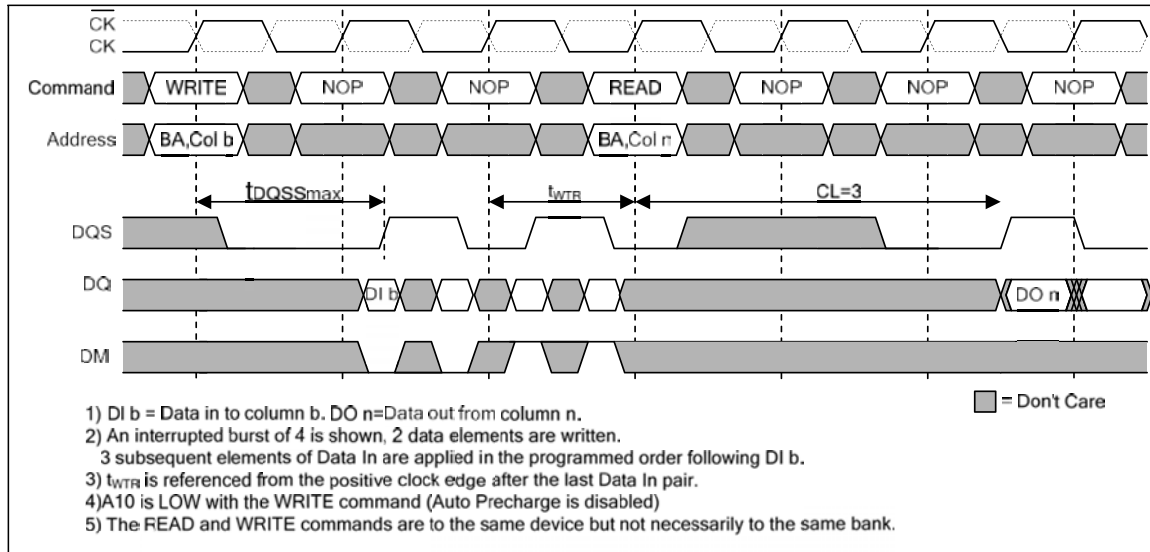 CK
CK
Command WRITE NOP NOP READ NOP NOP NOP
Address BA,Col b BA,Col n
tDQSSmax tWTR CL=3
DQS
DQ DI b DO n
DM
= Don't Care
1) DI b = Data in to column b. DO n=Data out from column n.
2) An interrupted burst of 4 is shown, 2 data elements are written.
3 subsequent elements of Data In are applied in the programmed order following DI b.
3) tWTR is referenced from the positive clock edge after the last Data In pair.
4)A10 is LOW with the WRITE command (Auto Precharge is disabled)
5) The READ and WRITE commands are to the same device but not necessarily to the same bank.